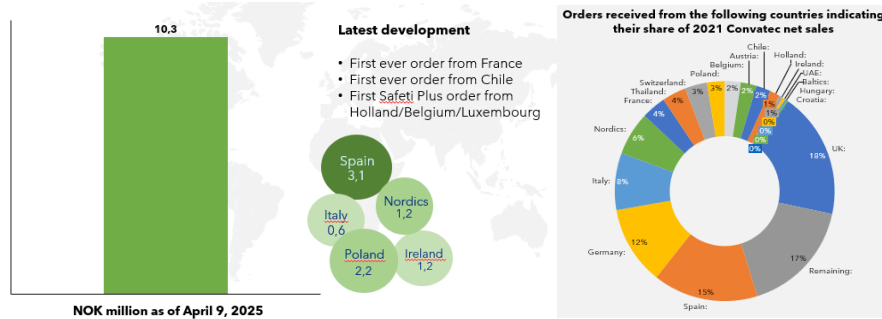 10,3
NOK million as of April 9, 2025
Latest development
• First ever order from France
• First ever order from Chile
• First Safeti Plus order from
Holland/Belgium/Luxembourg
Spain
3,1
Nordics
1,2
Italy
0,6
Poland
2,2
Ireland
1,2
Orders received from the following countries indicating
their share of 2021 Convatec net sales
Chile:
Holland:
Austria:
Ireland:
Belgium:
UAE:
Poland:
Baltics:
Switzerland:
Hungary:
Thailand:
Croatia:
France:
Nordics:
Italy:
Germany:
Spain:
Remaining:
UK:
18%
17%
15%
12%
8%
6%
4%
4%
3%
3%
2%
2%
2%
1%
1%
0%
0%
0%
0%